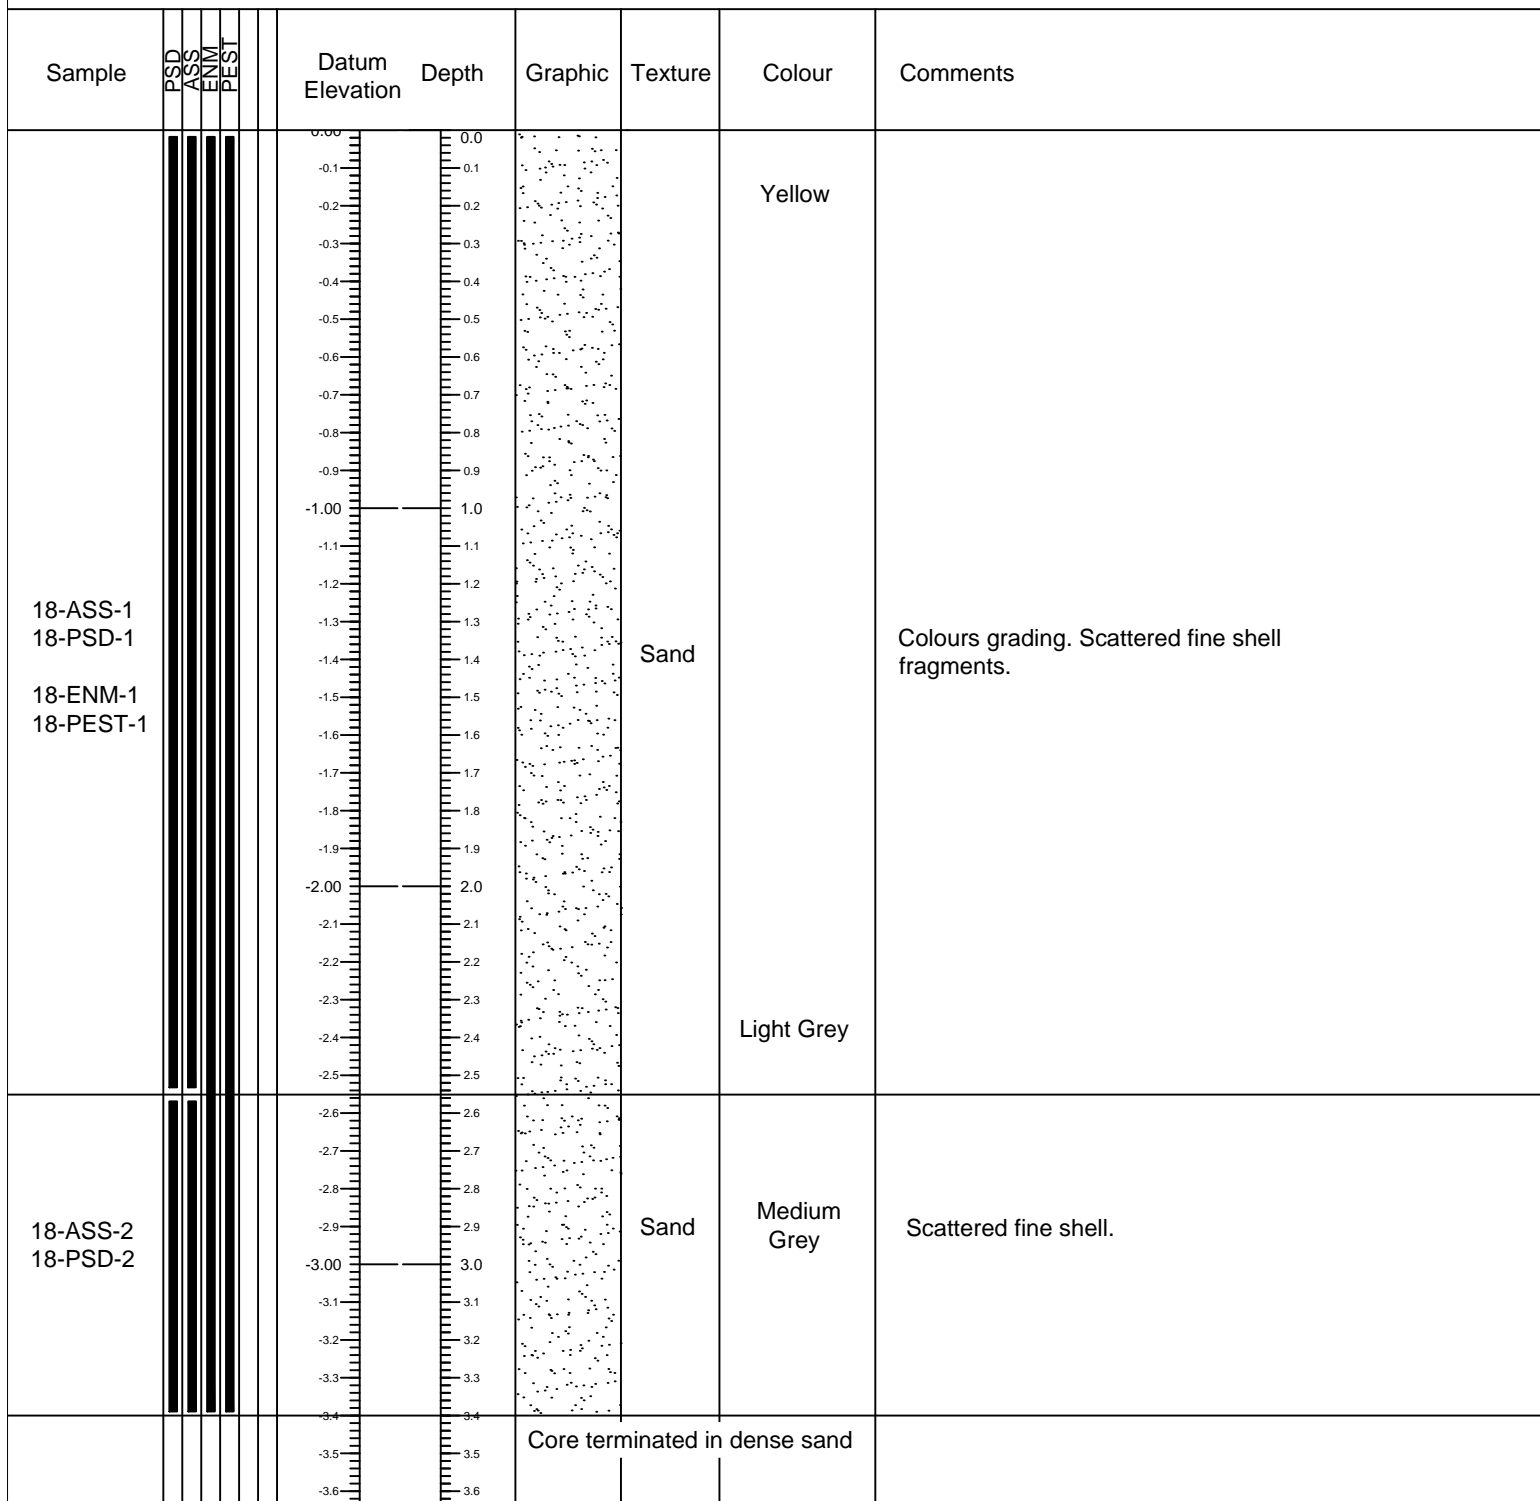 Sample PSD ASS ENM PEST Datum Elevation Depth Graphic Texture Colour Comments
0.00 0.0
-0.1 0.1
Yellow
-0.2 0.2
-0.3 0.3
-0.4 0.4
-0.5 0.5
-0.6 0.6
-0.7 0.7
-0.8 0.8
-0.9 0.9
-1.00 1.0
-1.1 1.1
-1.2 1.2
18-ASS-1
-1.3 1.3
18-PSD-1
Sand
Colours grading. Scattered fine shell
fragments.
-1.4 1.4
18-ENM-1
-1.5 1.5
18-PEST-1
-1.6 1.6
-1.7 1.7
-1.8 1.8
-1.9 1.9
-2.00 2.0
-2.1 2.1
-2.2 2.2
-2.3 2.3
Light Grey
-2.4 2.4
-2.5 2.5
-2.6 2.6
-2.7 2.7
-2.8 2.8
Medium
Grey
-2.9 2.9
18-ASS-2
18-PSD-2
Sand
Scattered fine shell.
-3.00 3.0
-3.1 3.1
-3.2 3.2
-3.3 3.3
-3.4 3.4
Core terminated in dense sand
-3.5 3.5
-3.6 3.6